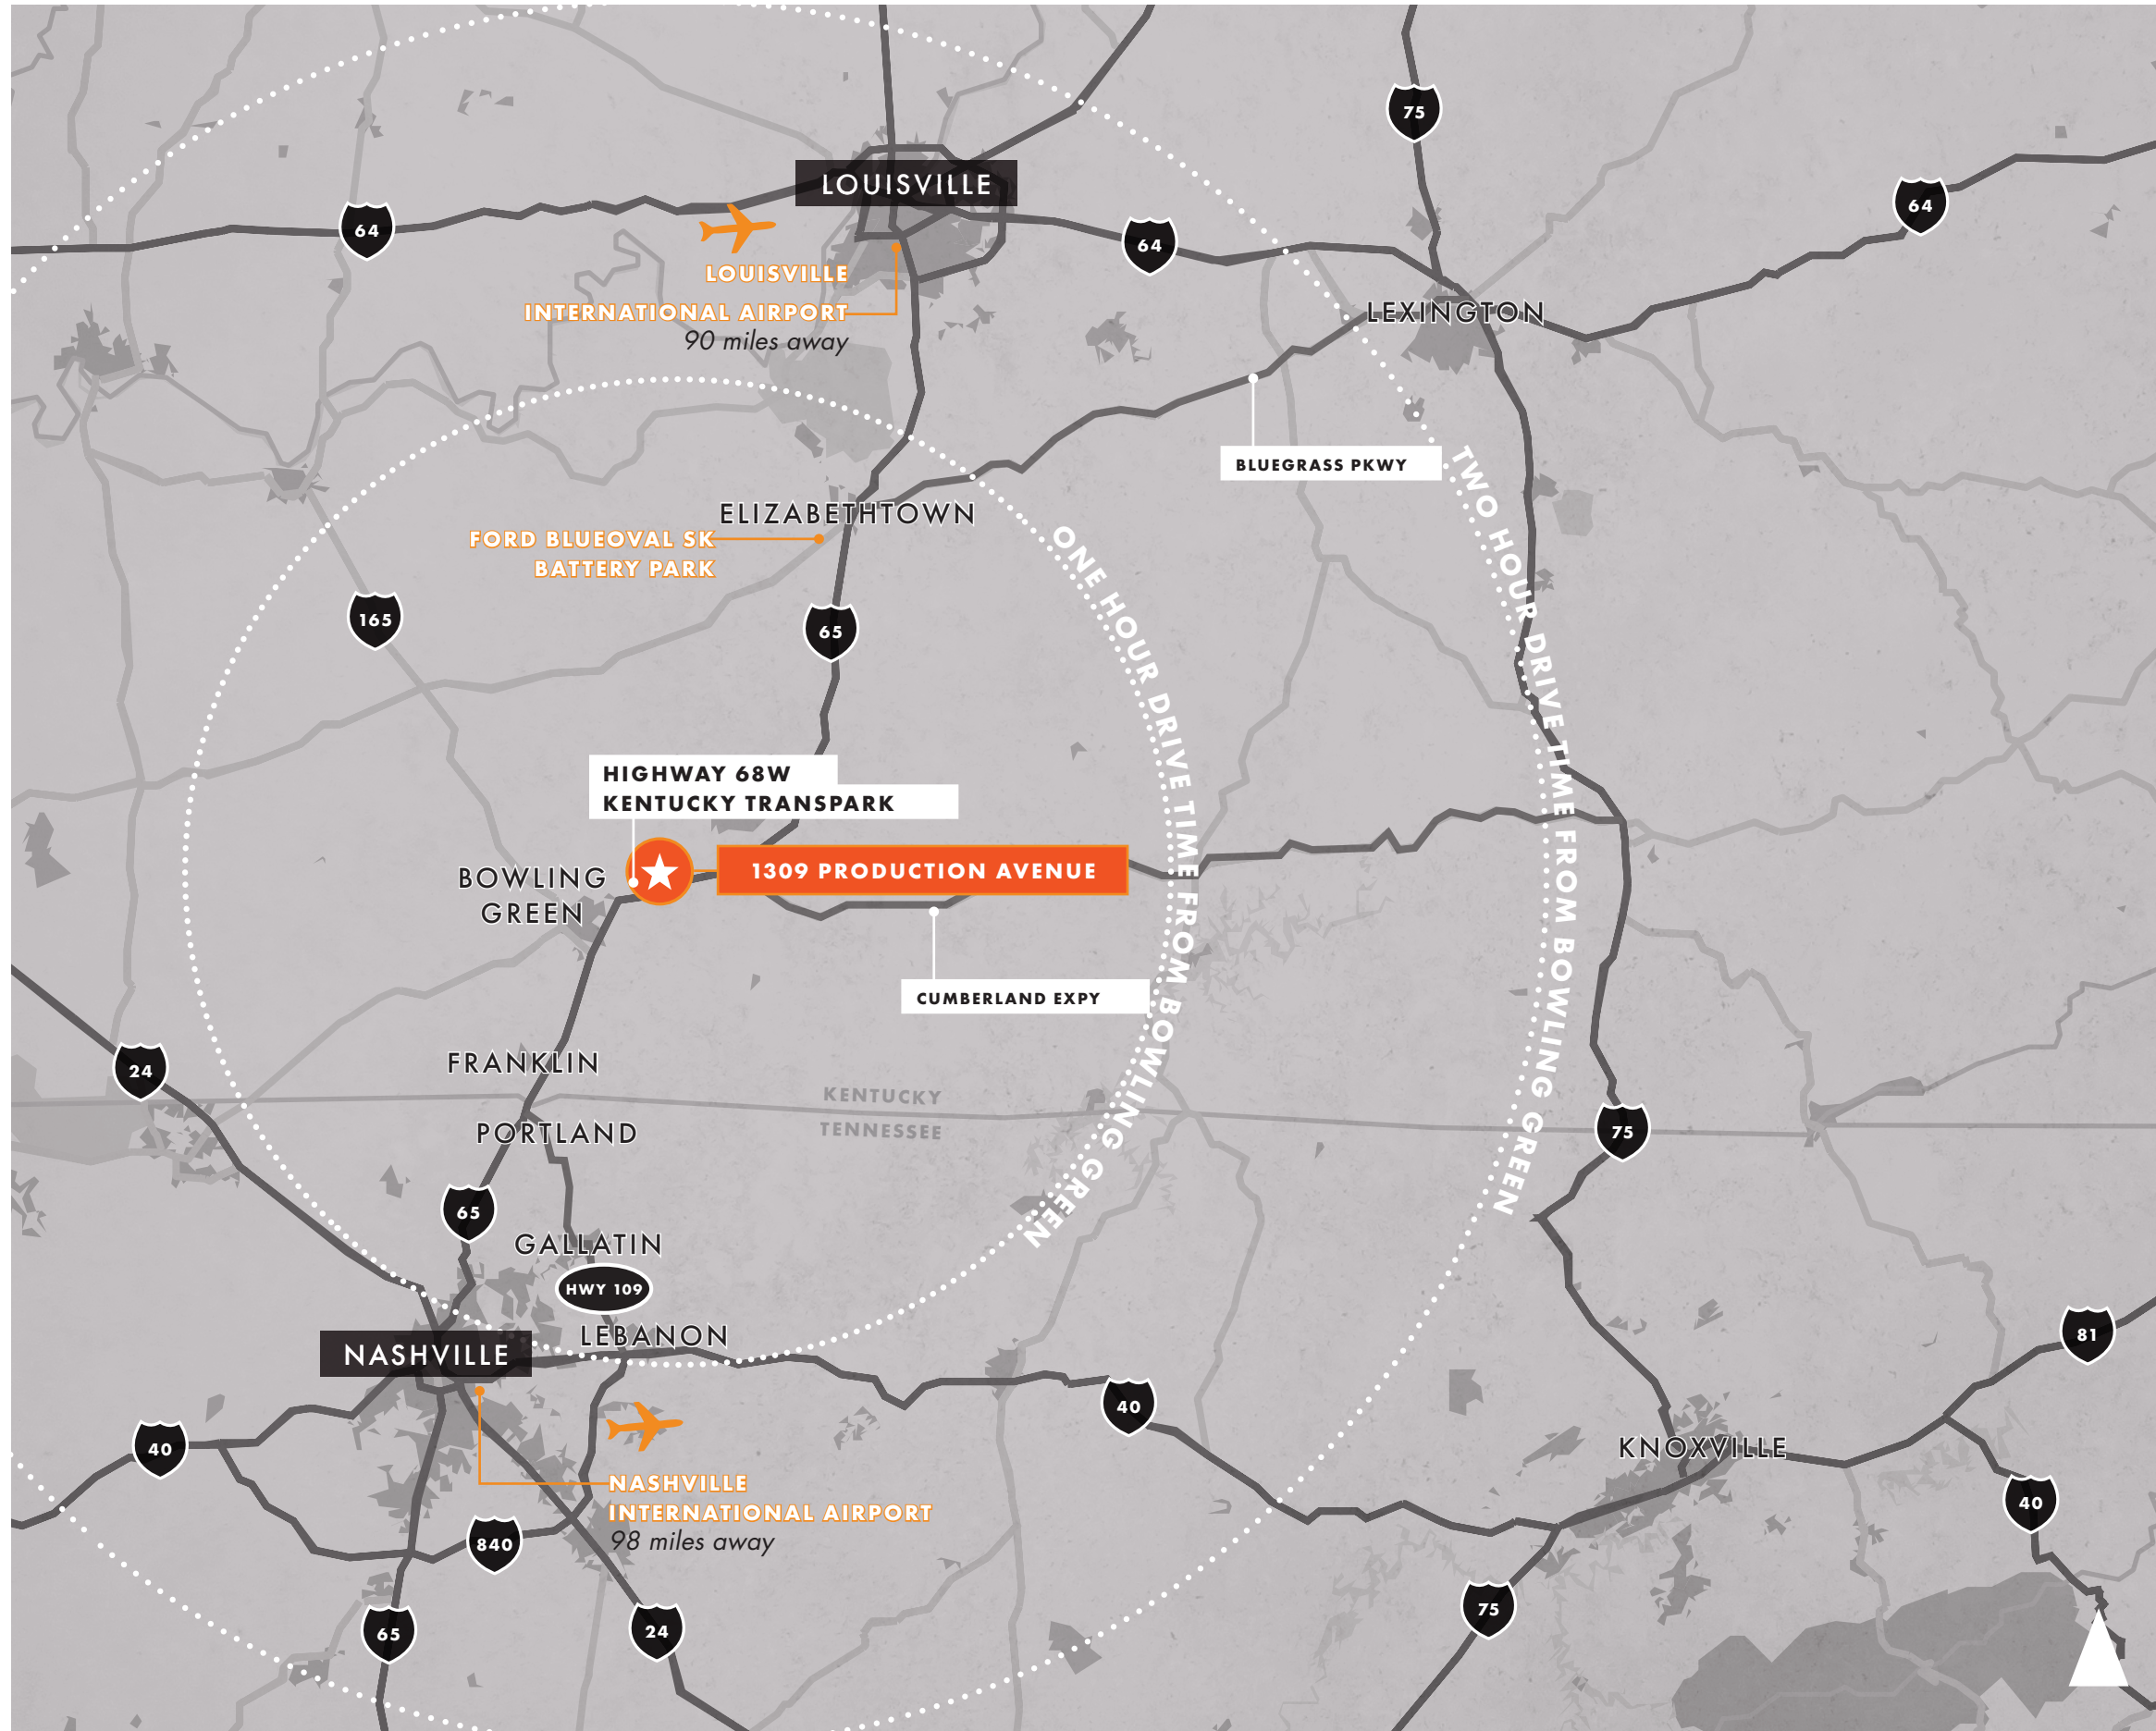 75
LOUISVILLE
64
64
64
LOUISVILLE
INTERNATIONAL AIRPORT
90 miles away
LEXINGTON
BLUEGRASS PKWY
ELIZABETHTOWN
FORD BLUEOVAL SK
BATTERY PARK
ONE HOUR DRIVE TIME FROM BOWLING GREEN
TWO HOUR DRIVE TIME FROM BOWLING GREEN
165
65
HIGHWAY 68W
KENTUCKY TRANSPARK
1309 PRODUCTION AVENUE
BOWLING
GREEN
CUMBERLAND EXPY
FRANKLIN
24
KENTUCKY
TENNESSEE
PORTLAND
75
65
GALLATIN
HWY 109
LEBANON
81
NASHVILLE
40
40
KNOXVILLE
NASHVILLE
INTERNATIONAL AIRPORT
98 miles away
40
840
75
65
24